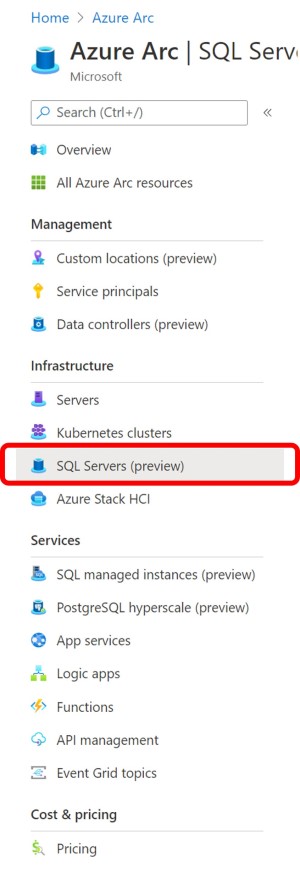 Home > Azure Arc
Azure Arc | SQL Serv
Microsoft
Search (Ctrl+/) «
Overview
All Azure Arc resources
Management
Custom locations (preview)
Service principals
Data controllers (preview)
Infrastructure
Servers
Kubernetes clusters
SQL Servers (preview)
Azure Stack HCI
Services
SQL managed instances (preview)
PostgreSQL hyperscale (preview)
App services
Logic apps
Functions
API management
Event Grid topics
Cost & pricing
Pricing